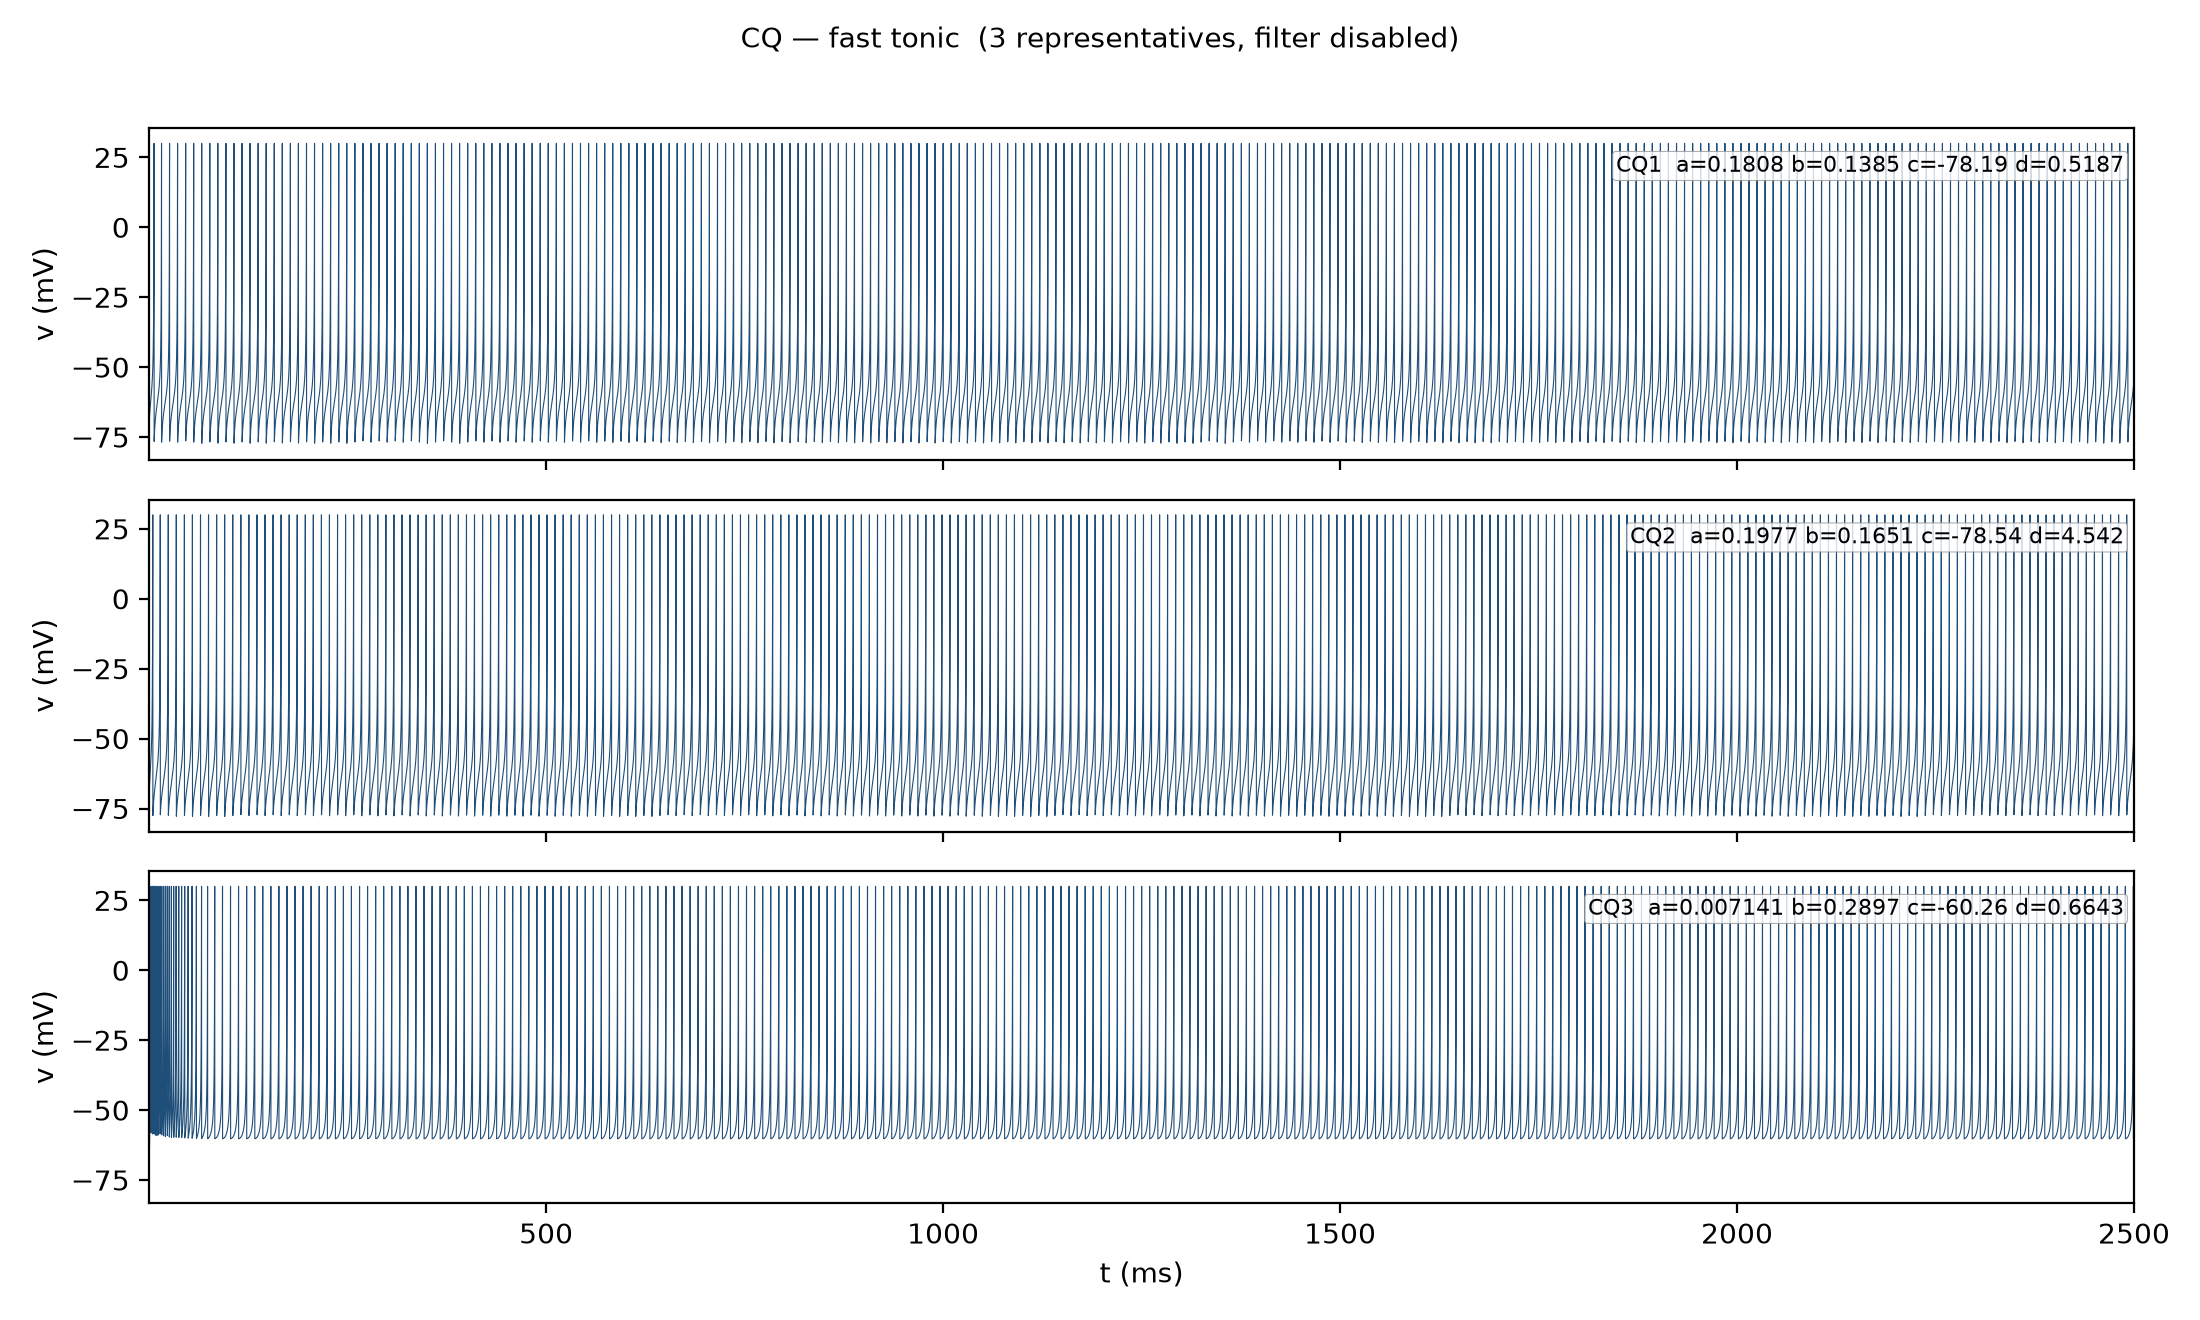 CQ — fast tonic  (3 representatives, filter disabled)
25
0
−25
−50
−75
v (mV)
CQ1  a=0.1808 b=0.1385 c=-78.19 d=0.5187
25
0
−25
−50
−75
v (mV)
CQ2  a=0.1977 b=0.1651 c=-78.54 d=4.542
25
0
−25
−50
−75
v (mV)
CQ3  a=0.007141 b=0.2897 c=-60.26 d=0.6643
500 1000 1500 2000 2500
t (ms)